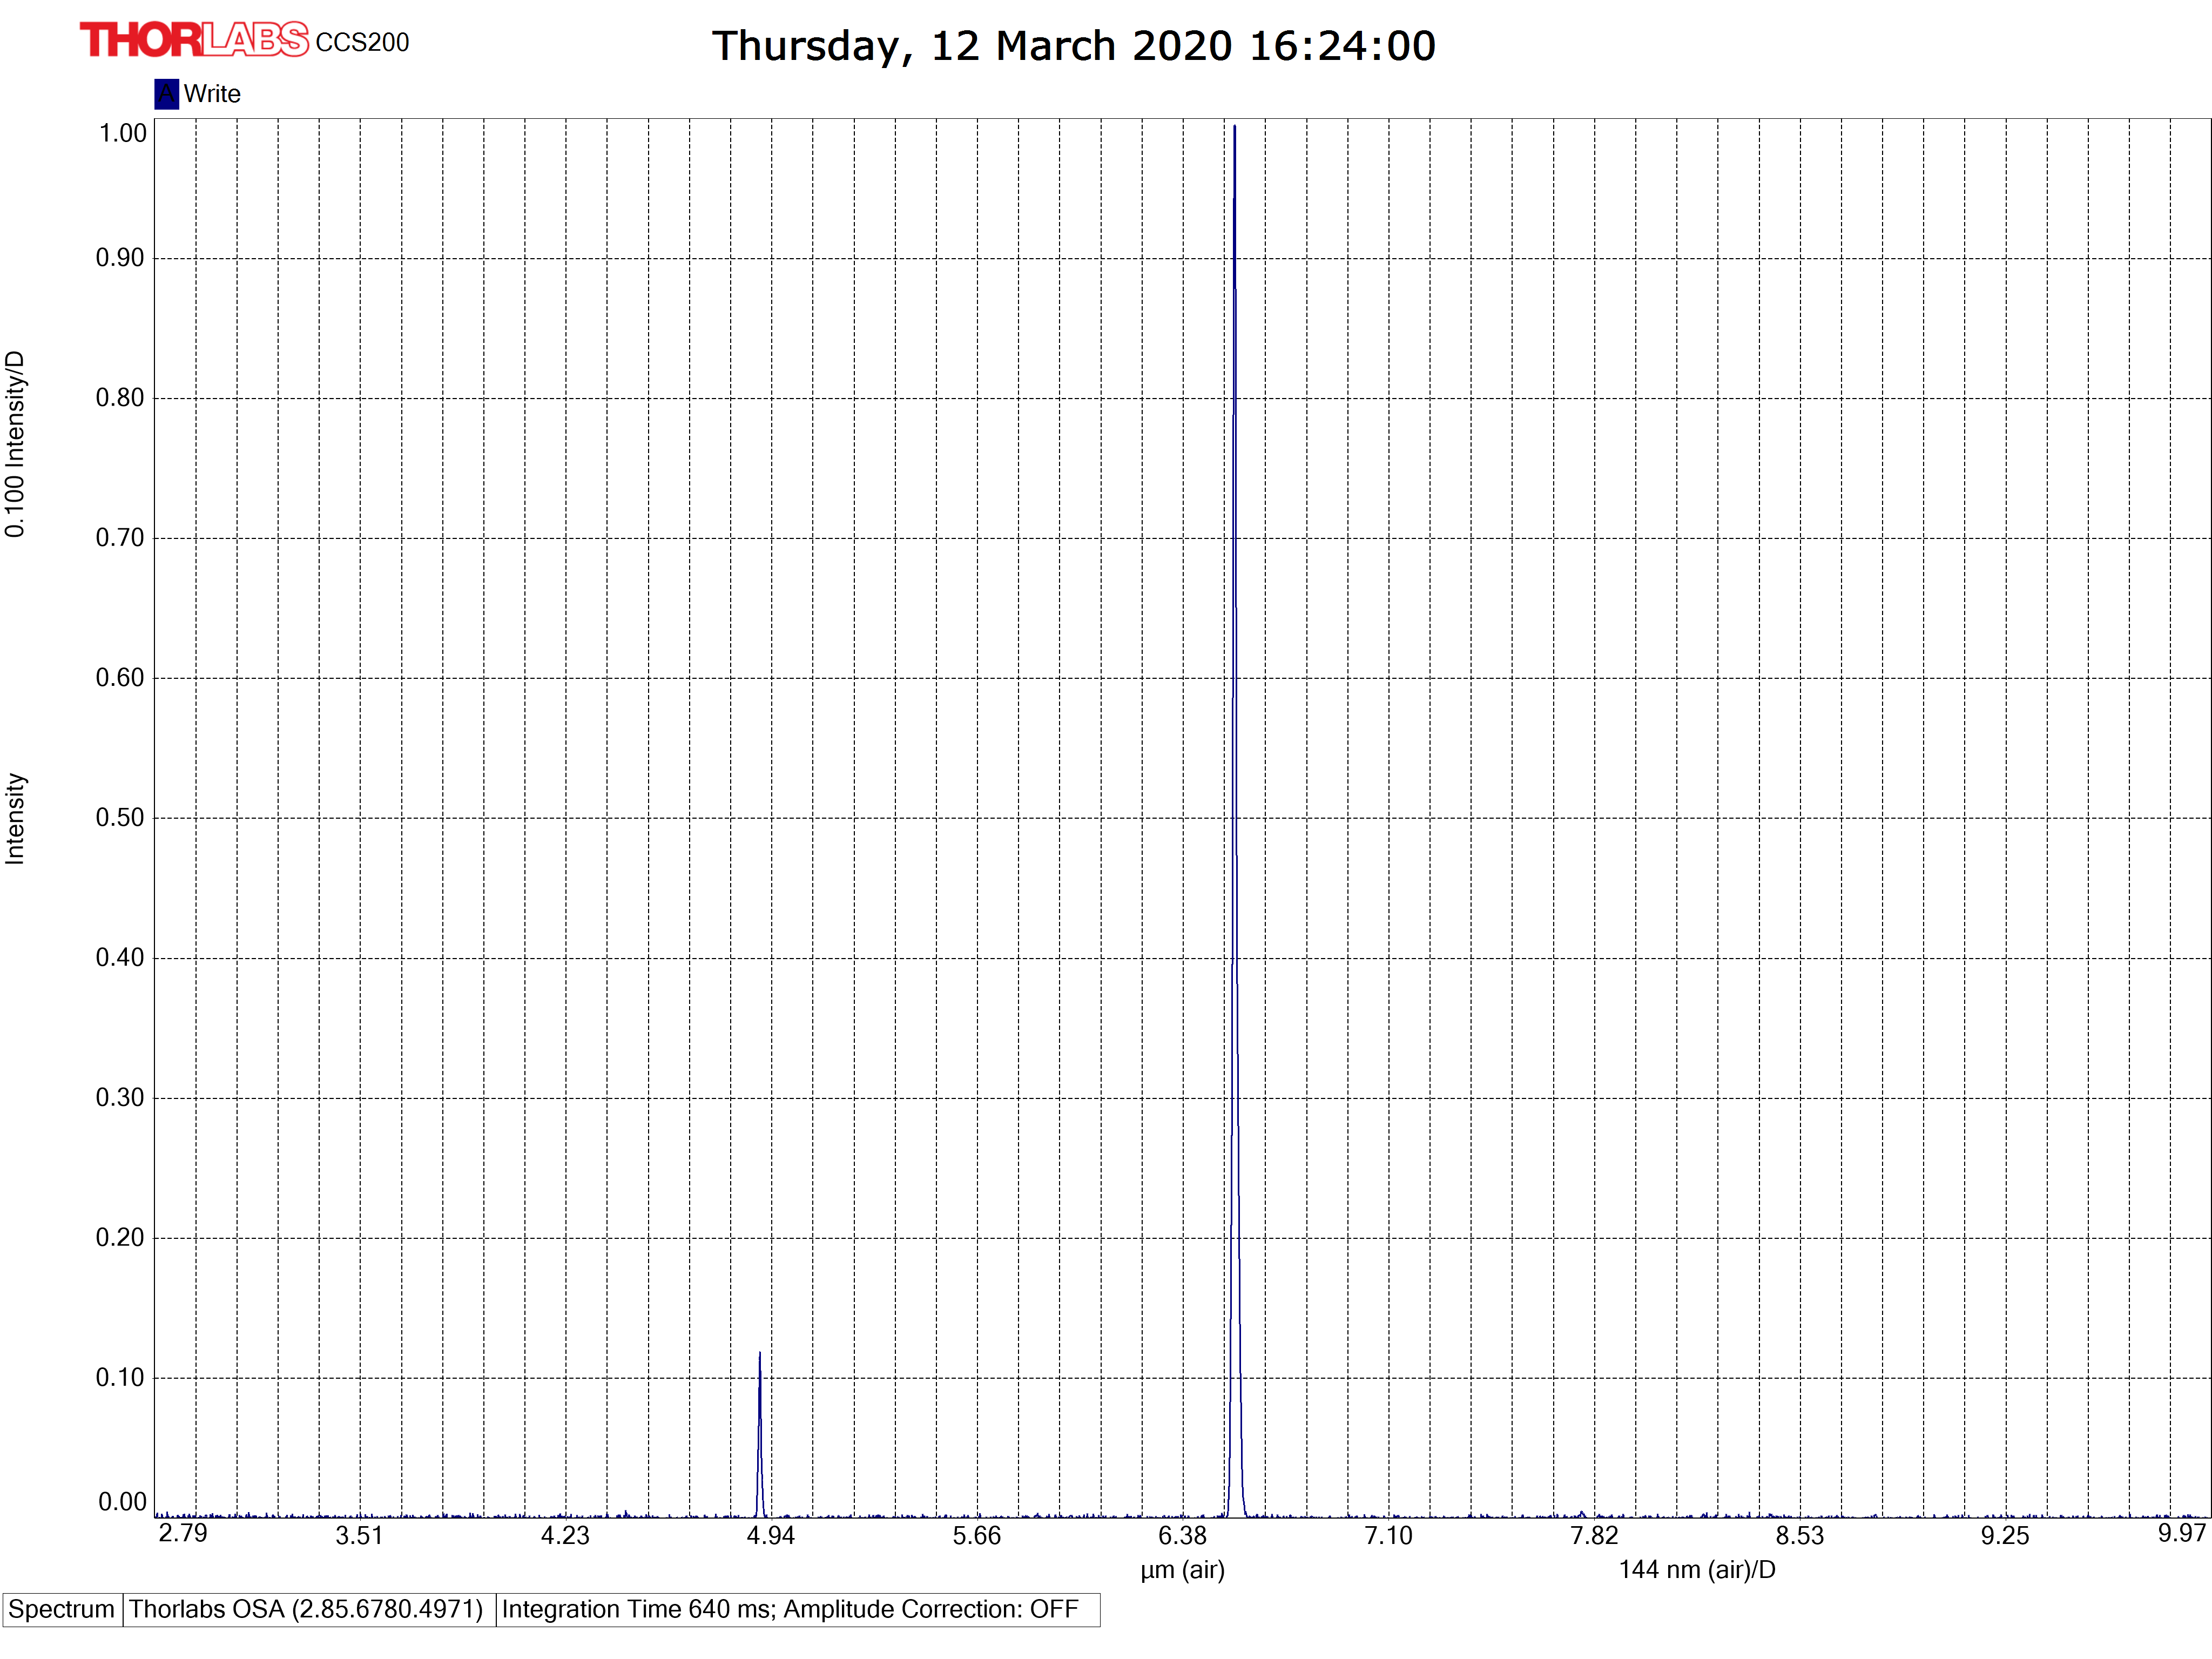 THORLABS CCS200
Thursday, 12 March 2020 16:24:00
A Write
1.00
0.90
0.80
0.70
0.60
0.50
0.40
0.30
0.20
0.10
0.00
0.100 Intensity/D
Intensity
2.79 3.51 4.23 4.94 5.66 6.38 7.10 7.82 8.53 9.25 9.97
µm (air) 144 nm (air)/D
Spectrum Thorlabs OSA (2.85.6780.4971) Integration Time 640 ms; Amplitude Correction: OFF